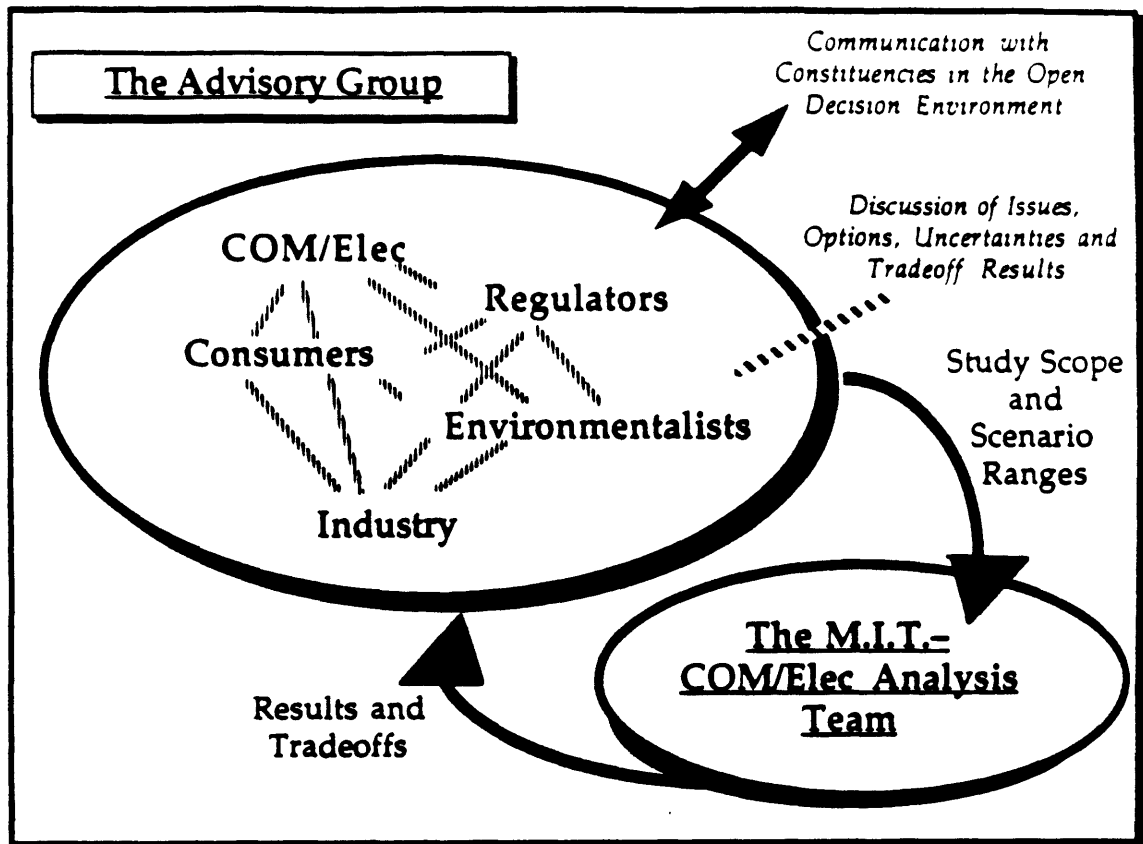 The Advisory Group
Communication with
Constituencies in the Open
Decision Environment
Discussion of Issues,
Options, Uncertainties and
Tradeoff Results
COM/Elec
Regulators
Consumers
Environmentalists
Industry
Study Scope
and
Scenario
Ranges
The M.I.T.–
COM/Elec Analysis
Team
Results and
Tradeoffs